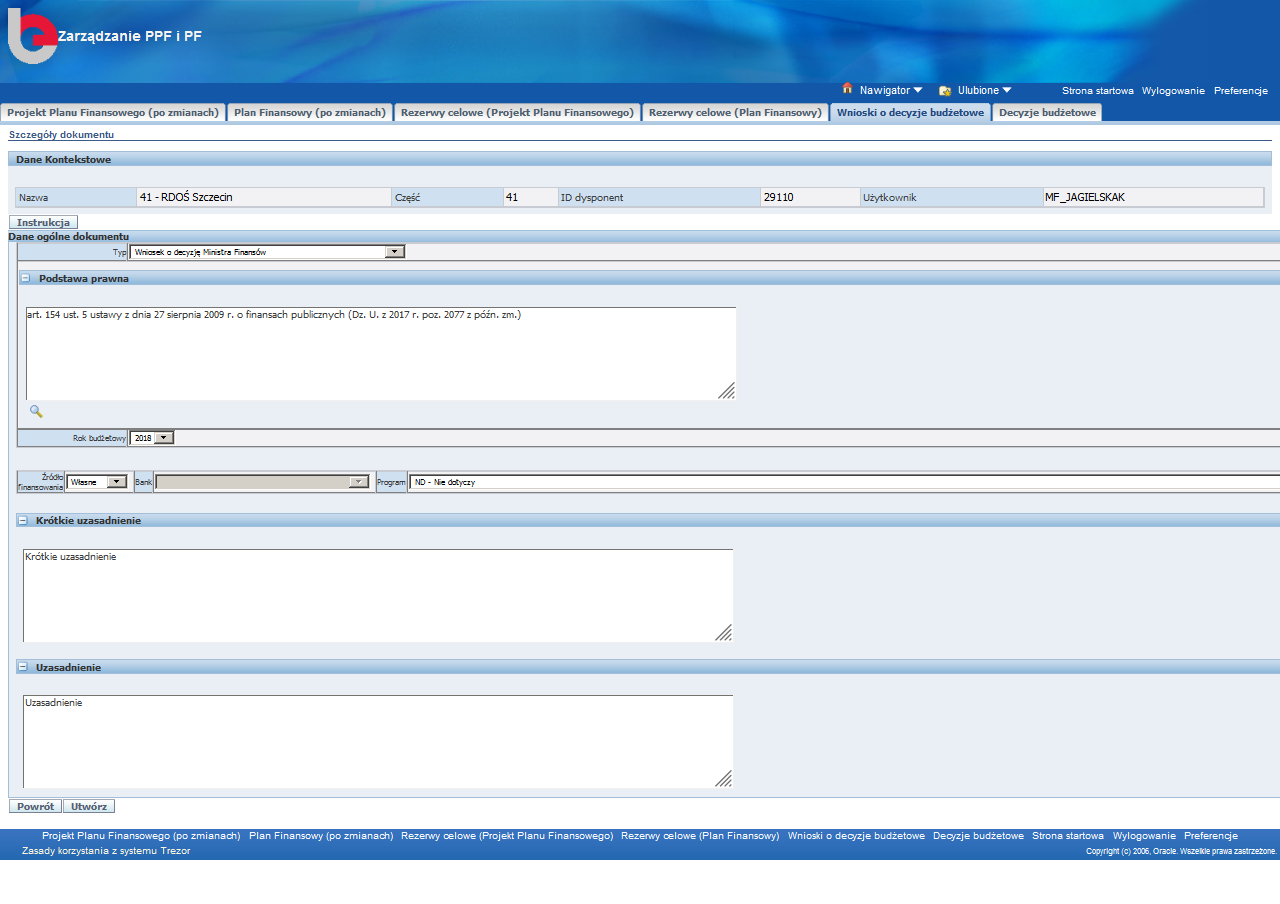 Zarządzanie PPF i PF
Nawigator Ulubione Strona startowa Wylogowanie Preferencje
Projekt Planu Finansowego (po zmianach) Plan Finansowy (po zmianach) Rezerwy celowe (Projekt Planu Finansowego) Rezerwy celowe (Plan Finansowy) Wnioski o decyzje budżetowe Decyzje budżetowe
Szczegóły dokumentu
Dane Kontekstowe
Nazwa 41 - RDOŚ Szczecin Część 41 ID dysponent 29110 Użytkownik MF_JAGIELSKAK
Instrukcja
Dane ogólne dokumentu
Typ Wniosek o decyzję Ministra Finansów
Podstawa prawna
art. 154 ust. 5 ustawy z dnia 27 sierpnia 2009 r. o finansach publicznych (Dz. U. z 2017 r. poz. 2077 z późn. zm.)
Rok budżetowy 2018
Źródło finansowania Własne Bank Program ND - Nie dotyczy
Krótkie uzasadnienie
Krótkie uzasadnienie
Uzasadnienie
Uzasadnienie
Powrót Utwórz
Projekt Planu Finansowego (po zmianach) Plan Finansowy (po zmianach) Rezerwy celowe (Projekt Planu Finansowego) Rezerwy celowe (Plan Finansowy) Wnioski o decyzje budżetowe Decyzje budżetowe Strona startowa Wylogowanie Preferencje
Zasady korzystania z systemu Trezor Copyright (c) 2006, Oracle. Wszelkie prawa zastrzeżone.